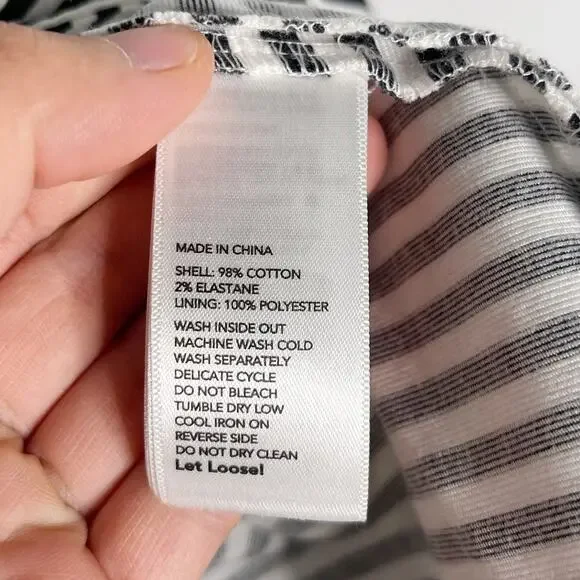 MADE IN CHINA
SHELL: 98% COTTON
2% ELASTANE
LINING: 100% POLYESTER
WASH INSIDE OUT
MACHINE WASH COLD
WASH SEPARATELY
DELICATE CYCLE
DO NOT BLEACH
TUMBLE DRY LOW
COOL IRON ON
REVERSE SIDE
DO NOT DRY CLEAN
Let Loose!